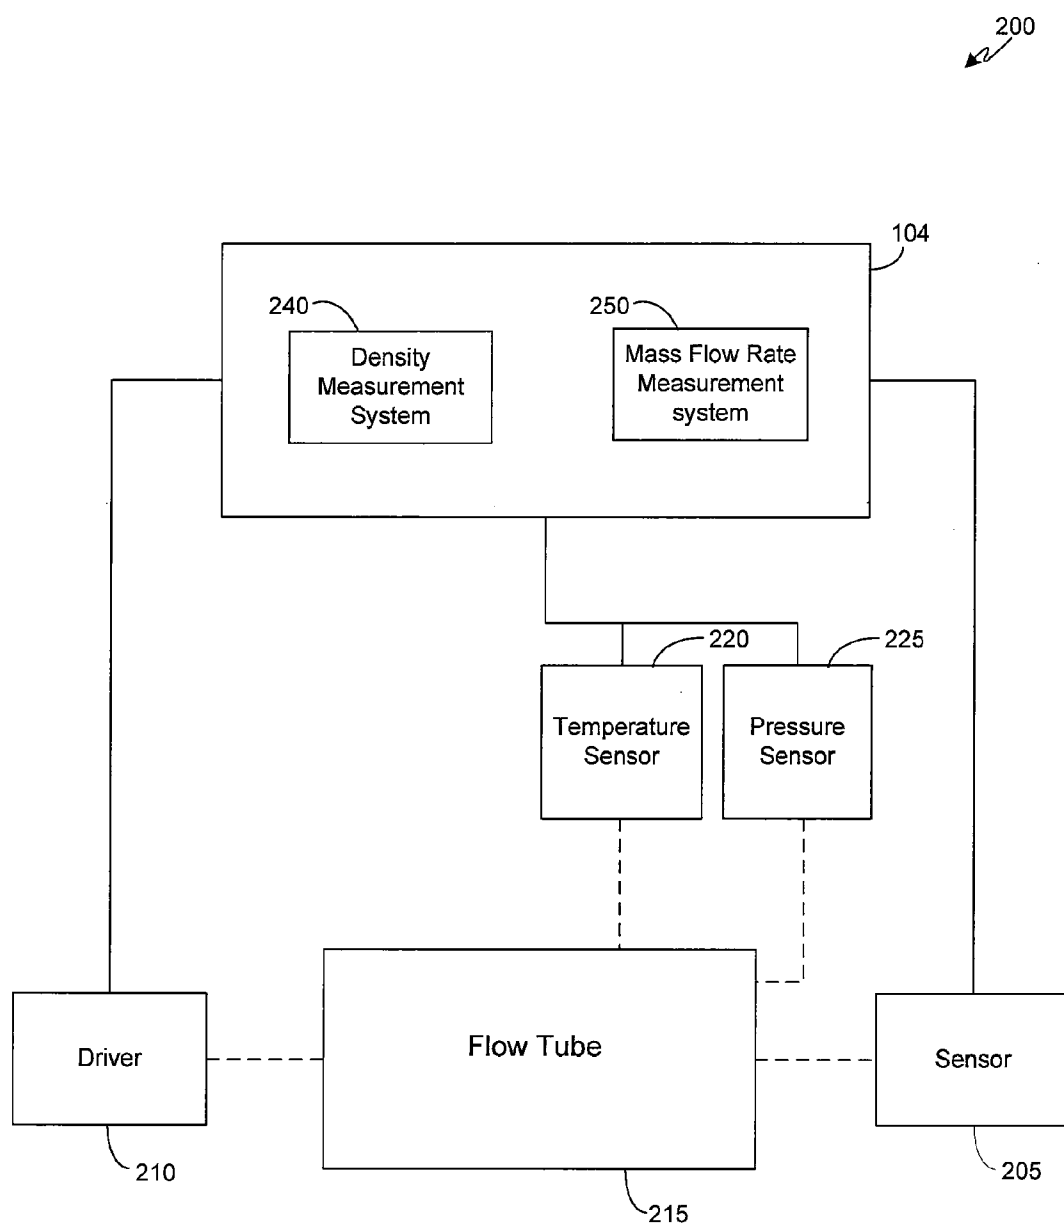 200
104
240
250
Density
Measurement
System
Mass Flow Rate
Measurement
system
220
225
Temperature
Sensor
Pressure
Sensor
Driver
Flow Tube
Sensor
210
215
205